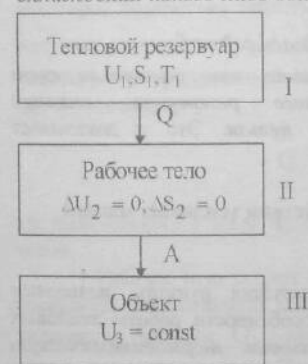 Тепловой резервуар
U₁,S₁,T₁
I
Q
Рабочее тело
ΔU₂ = 0, ΔS₂ = 0
II
A
Объект
U₃ = const
III